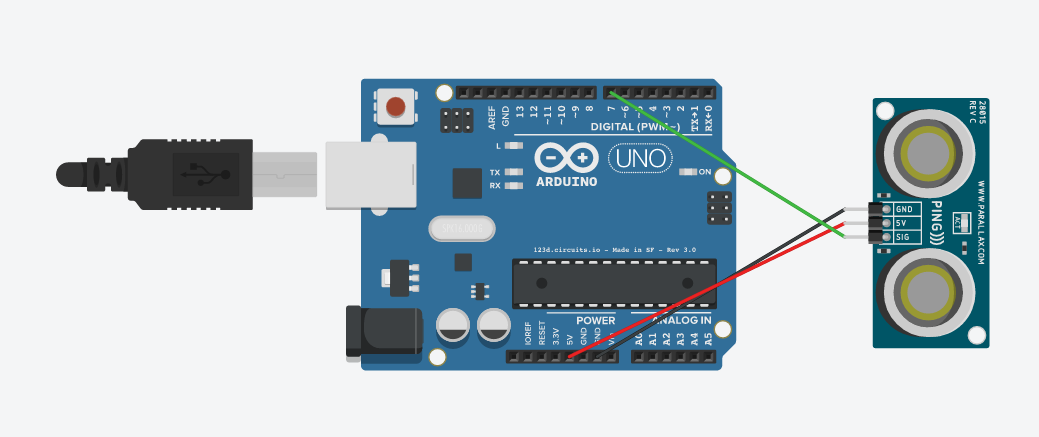 AREF
GND
13
12
~11
~10
~9
8
7
~6
~5
4
~3
2
TX→1
RX←0
DIGITAL (PWM~)
L
TX
RX
ON
UNO
ARDUINO
123d.circuits.io - Made in SF - Rev 3.0
POWER
ANALOG IN
IOREF
RESET
3.3V
5V
GND
GND
A0
A1
A2
A3
A4
A5
28015
REV C
WWW.PARALLAX.COM
PING)))
ACT
GND
5V
SIG